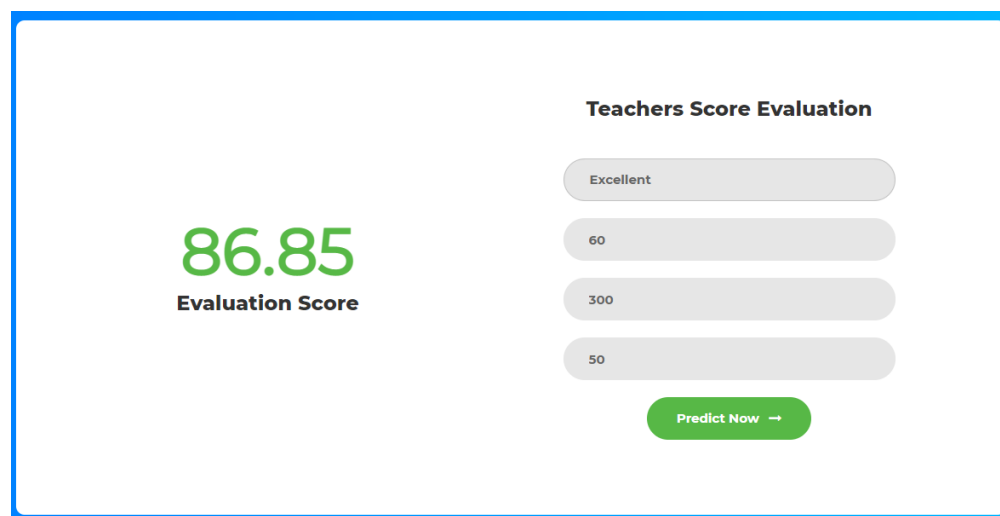 Teachers Score Evaluation
Excellent
60
300
50
Predict Now →
86.85
Evaluation Score